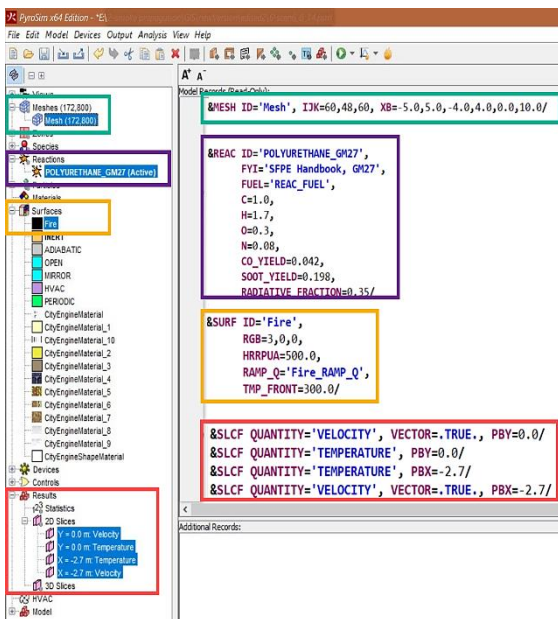 PyroSim x64 Edition - *E:\
File Edit Model Devices Output Analysis View Help
Model Records (Read-Only):
Views
Meshes (172,800)
Mesh (172,800)
Zones
Species
Reactions
POLYURETHANE_GM27 (Active)
Particles
Materials
Surfaces
Fire
INERT
ADIABATIC
OPEN
MIRROR
HVAC
PERIODIC
CityEngineMaterial
CityEngineMaterial_1
CityEngineMaterial_10
CityEngineMaterial_2
CityEngineMaterial_3
CityEngineMaterial_4
CityEngineMaterial_5
CityEngineMaterial_6
CityEngineMaterial_7
CityEngineMaterial_8
CityEngineMaterial_9
CityEngineShapeMaterial
Devices
Controls
Results
Statistics
2D Slices
Y = 0.0 m: Velocity
Y = 0.0 m: Temperature
X = -2.7 m: Temperature
X = -2.7 m: Velocity
3D Slices
HVAC
Model
&MESH ID='Mesh', IJK=60,48,60, XB=-5.0,5.0,-4.0,4.0,0.0,10.0/
&REAC ID='POLYURETHANE_GM27',
FYI='SFPE Handbook, GM27',
FUEL='REAC_FUEL',
C=1.0,
H=1.7,
O=0.3,
N=0.08,
CO_YIELD=0.042,
SOOT_YIELD=0.198,
RADIATIVE_FRACTION=0.35/
&SURF ID='Fire',
RGB=3,0,0,
HRRPUA=500.0,
RAMP_Q='Fire_RAMP_Q',
TMP_FRONT=300.0/
&SLCF QUANTITY='VELOCITY', VECTOR=.TRUE., PBY=0.0/
&SLCF QUANTITY='TEMPERATURE', PBY=0.0/
&SLCF QUANTITY='TEMPERATURE', PBX=-2.7/
&SLCF QUANTITY='VELOCITY', VECTOR=.TRUE., PBX=-2.7/
Additional Records: